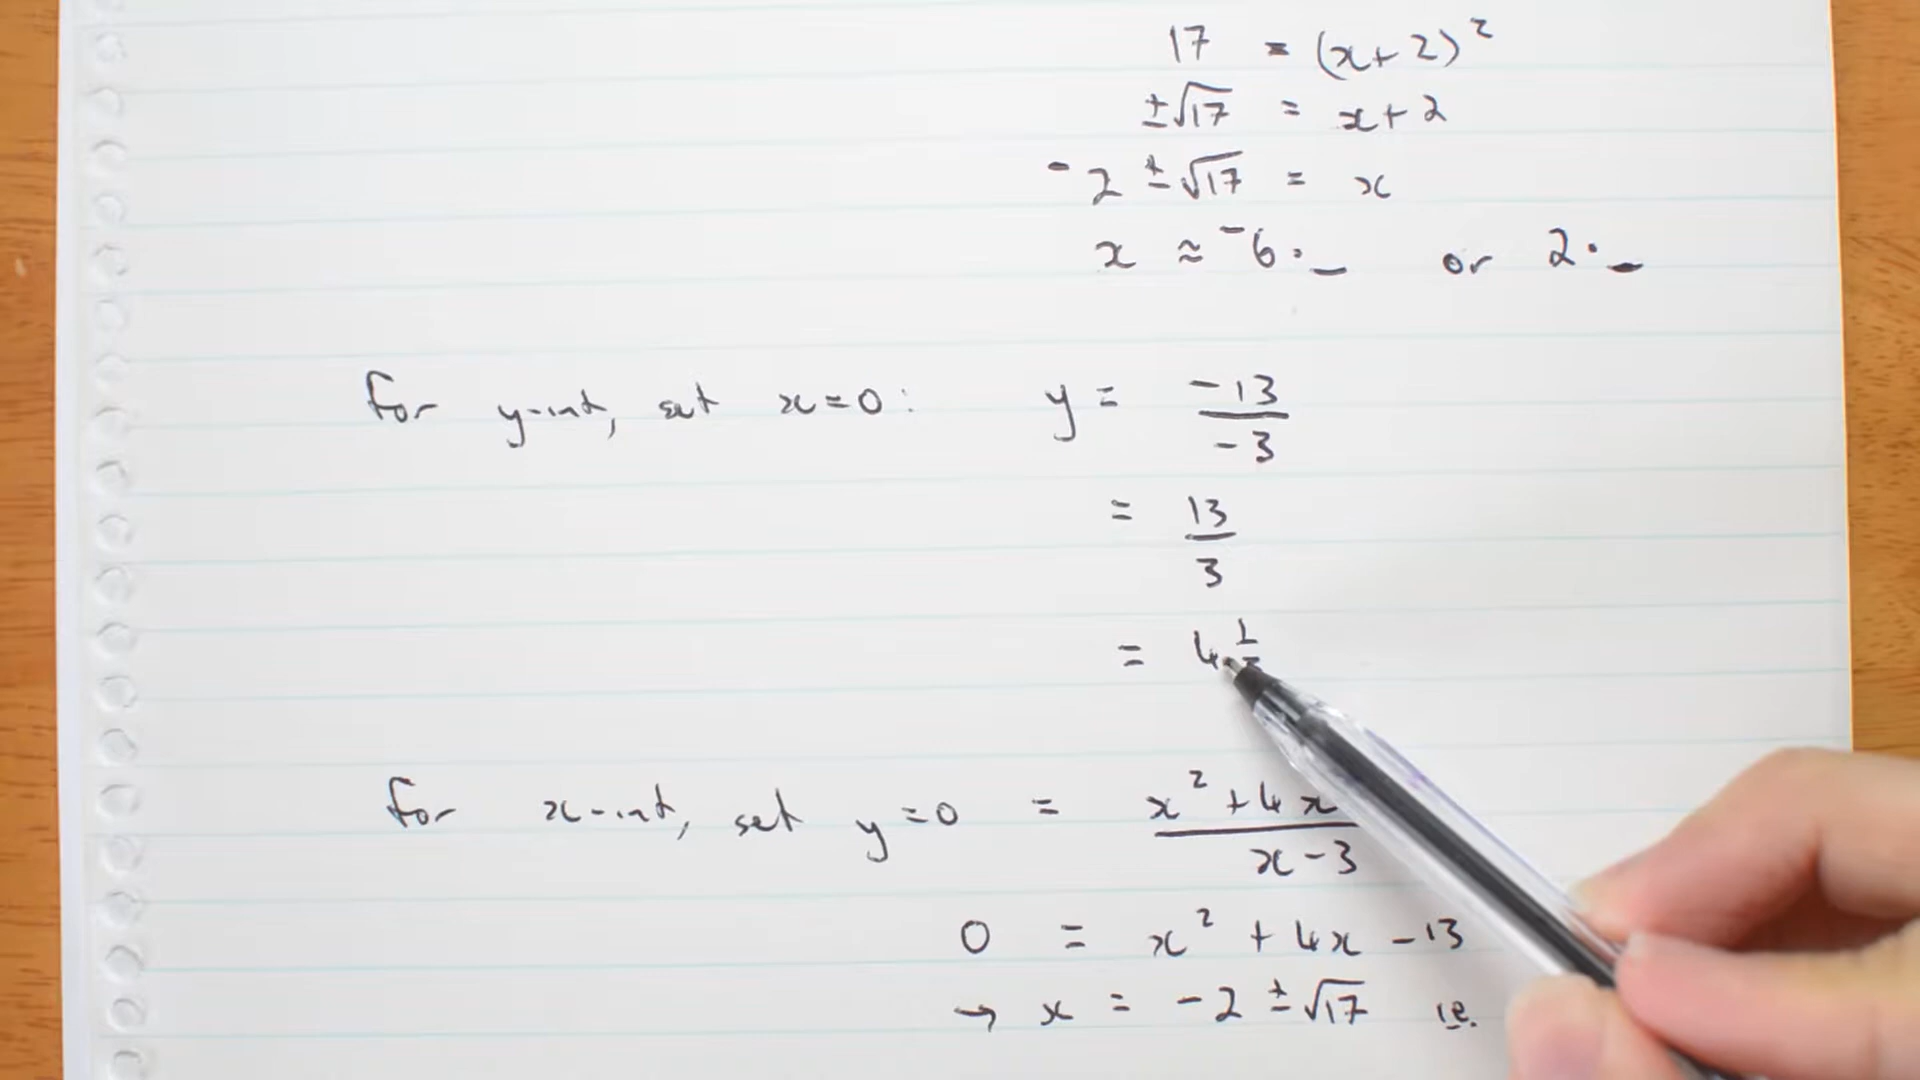 17 = (x+2)²
±√17 = x+2
-2 ±√17 = x
x ≈ -6._ or 2._
For y-int, set x=0: y = -13/-3
= 13/3
= 4 1
For x-int, set y=0 = x²+4x / x-3
0 = x² + 4x - 13
→ x = -2 ±√17 i.e.